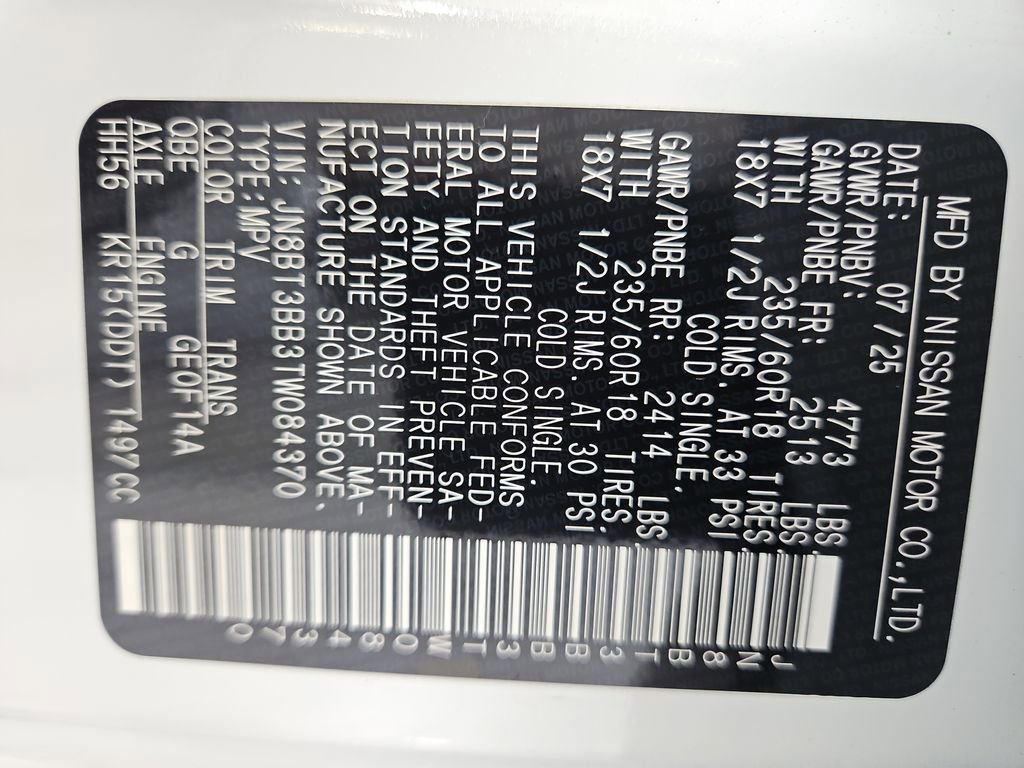 MFD BY NISSAN MOTOR CO.,LTD.
DATE: 07/25
GVWR/PNBV: 4773 LBS.
GAWR/PNBE FR: 2513 LBS.
WITH 235/60R18 TIRES,
18X7 1/2J RIMS. AT 33 PSI
COLD SINGLE.
GAWR/PNBE RR: 2414 LBS.
WITH 235/60R18 TIRES,
18X7 1/2J RIMS. AT 30 PSI
COLD SINGLE.
THIS VEHICLE CONFORMS
TO ALL APPLICABLE FED-
ERAL MOTOR VEHICLE SA-
FETY AND THEFT PREVEN-
TION STANDARDS IN EFF-
ECT ON THE DATE OF MA-
NUFACTURE SHOWN ABOVE.
VIN: JN8BT3BB3TW084370
TYPE:MPV
COLOR TRIM TRANS
QBE G GEOF14A
AXLE ENGINE
HH56 KR15(DDT) 1497CC
JN8BT3BB3TW084370